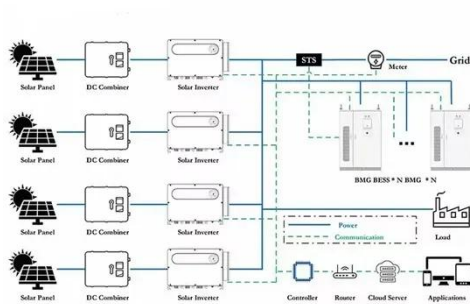 STS
Meter
Grid
Solar Panel DC Combiner Solar Inverter
Solar Panel DC Combiner Solar Inverter
BMG BESS * N BMG * N
Solar Panel DC Combiner Solar Inverter
Power
Communication
Load
Solar Panel DC Combiner Solar Inverter
Controller Router Cloud Server Application